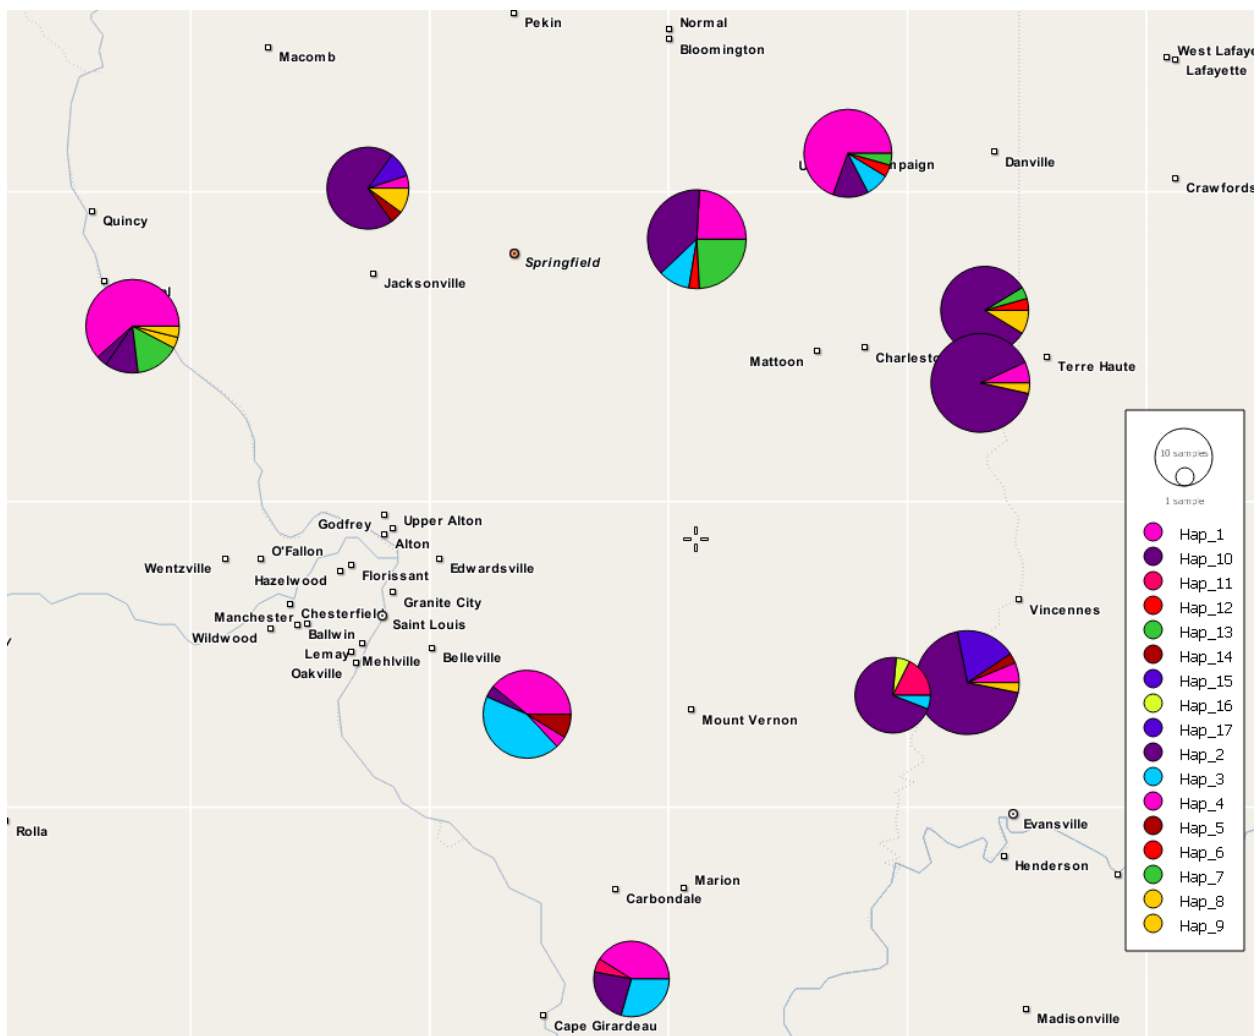 Pekin
Normal
Bloomington
Macomb
West Lafaye
Lafayette
Danville
Crawfords
Quincy
Springfield
Jacksonville
Mattoon
Charlesto
Terre Haute
10 samples
1 sample
Hap_1
Hap_10
Hap_11
Hap_12
Hap_13
Hap_14
Hap_15
Hap_16
Hap_17
Hap_2
Hap_3
Hap_4
Hap_5
Hap_6
Hap_7
Hap_8
Hap_9
Godfrey
Upper Alton
Alton
O'Fallon
Wentzville
Hazelwood
Florissant
Edwardsville
Granite City
Manchester
Chesterfield
Saint Louis
Wildwood
Ballwin
Lemay
Mehlville
Belleville
Oakville
Vincennes
Mount Vernon
Rolla
Evansville
Henderson
Marion
Carbondale
Cape Girardeau
Madisonville